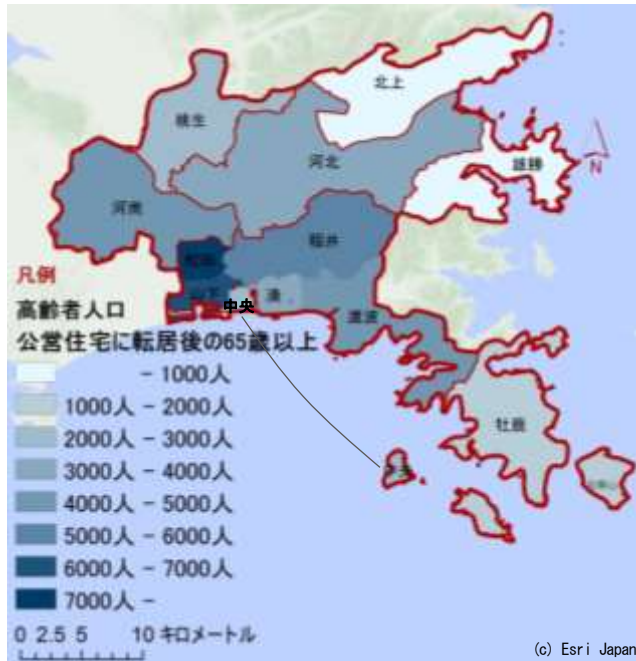 北上
桃生
河北
雄勝
N
河南
稲井
凡例
山下
中央
湊
高齢者人口
渡波
公営住宅に転居後の65歳以上
- 1000人
1000人 - 2000人
牡鹿
2000人 - 3000人
3000人 - 4000人
4000人 - 5000人
5000人 - 6000人
6000人 - 7000人
7000人 -
0 2.5 5 10 キロメートル
(c) Esri Japan